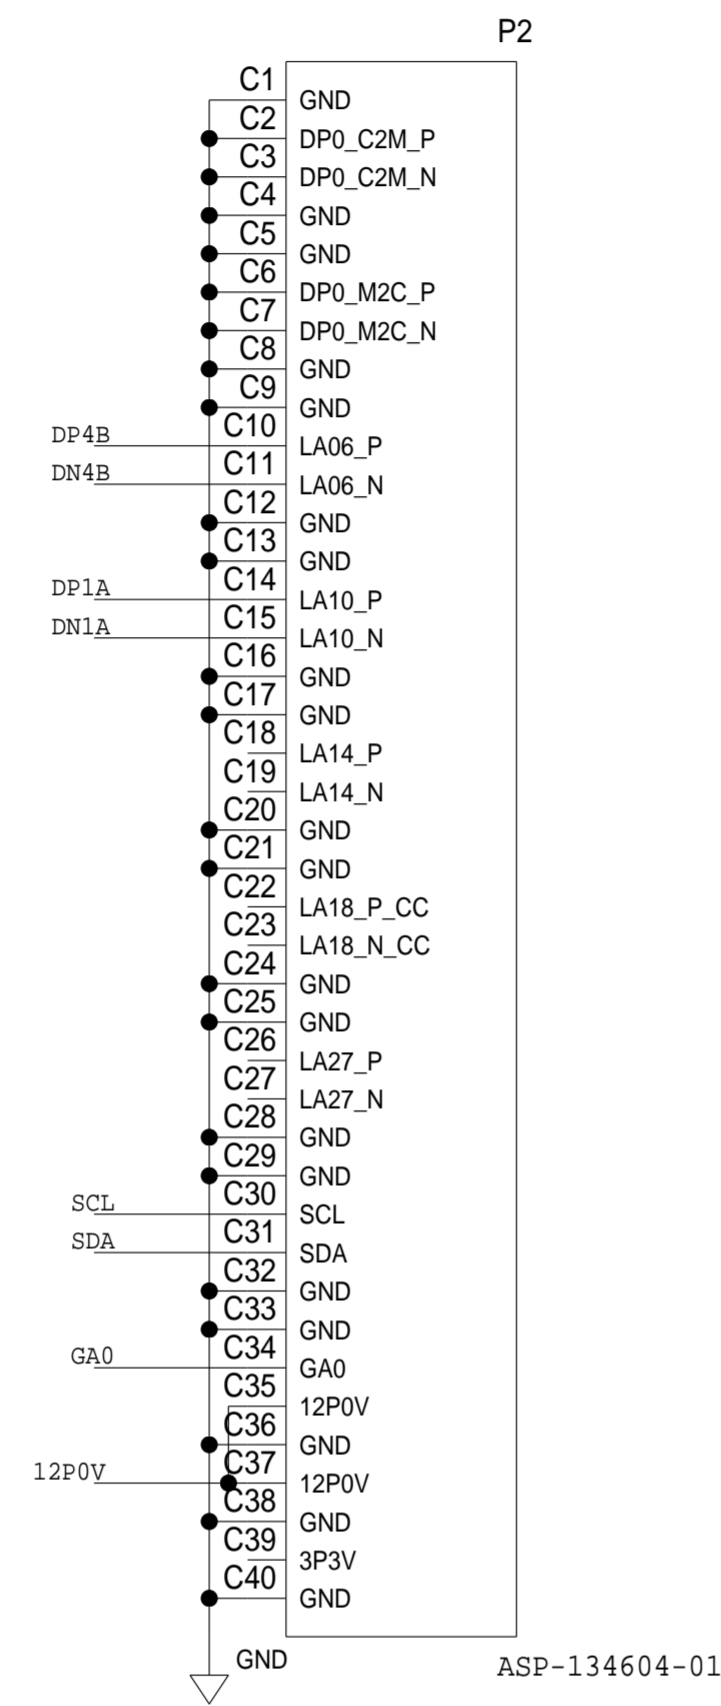 P2
C1
GND
C2
DP0_C2M_P
C3
DP0_C2M_N
C4
GND
C5
GND
C6
DP0_M2C_P
C7
DP0_M2C_N
C8
GND
C9
GND
DP4B C10
LA06_P
DN4B C11
LA06_N
C12
GND
C13
GND
DP1A C14
LA10_P
DN1A C15
LA10_N
C16
GND
C17
GND
C18
LA14_P
C19
LA14_N
C20
GND
C21
GND
C22
LA18_P_CC
C23
LA18_N_CC
C24
GND
C25
GND
C26
LA27_P
C27
LA27_N
C28
GND
C29
GND
SCL C30
SCL
SDA C31
SDA
C32
GND
C33
GND
GA0 C34
GA0
C35
12P0V
C36
GND
12P0V C37
12P0V
C38
GND
C39
3P3V
C40
GND
GND
ASP-134604-01